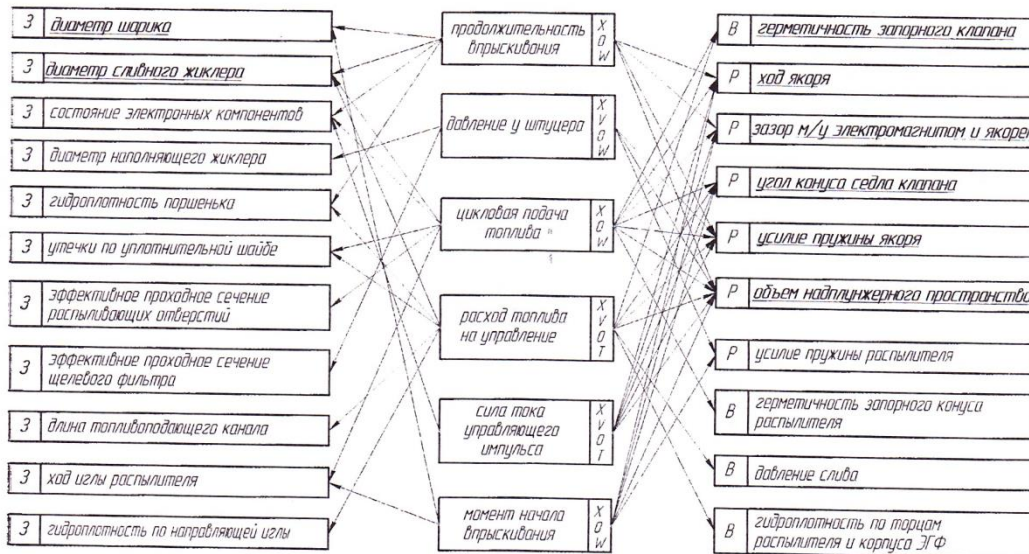 З диаметр шарика
З диаметр сливного жиклера
З состояние электронных компонентов
З диаметр наполняющего жиклера
З гидроплотность поршенька
З утечки по уплотнительной шайбе
З эффективное проходное сечение
распыливающих отверстий
З эффективное проходное сечение
щелевого фильтра
З длина топливоподающего канала
З ход иглы распылителя
З гидроплотность по направляющей иглы
продолжительность
впрыскивания
X
O
W
давление у штуцера
X
V
O
W
цикловая подача
топлива
X
O
W
расход топлива
на управление
X
V
O
T
сила тока
управляющего
импульса
X
V
O
T
момент начала
впрыскивания
X
O
W
В герметичность запорного клапана
Р ход якоря
Р зазор м/у электромагнитом и якоре
Р угол конуса седла клапана
Р усилие пружины якоря
Р объем надплунжерного пространства
Р усилие пружины распылителя
В герметичность запорного конуса
распылителя
В давление слива
В гидроплотность по торцам
распылителя и корпуса ЭГФ